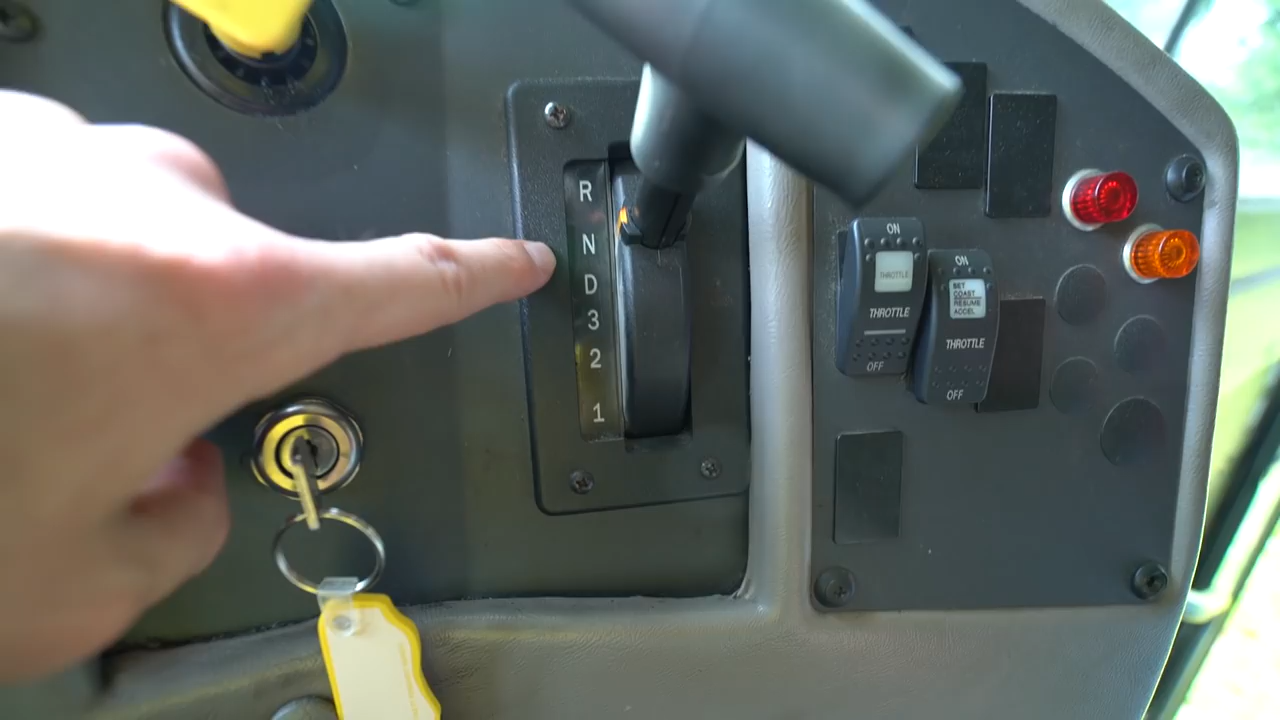 R
N
D
3
2
1
ON
THROTTLE
THROTTLE
OFF
ON
SET
COAST
RESUME
ACCEL
THROTTLE
OFF